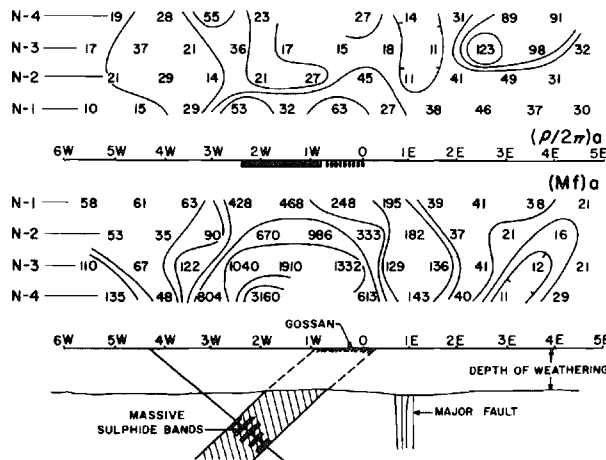 N-4 19 28 55 23 27 14 31 89 91
N-3 17 37 21 36 17 15 18 11 123 98 32
N-2 21 29 14 21 27 45 11 41 49 31
N-1 10 15 29 53 32 63 27 38 46 37 30
(ρ/2π)a
6W 5W 4W 3W 2W 1W 0 1E 2E 3E 4E 5E
(Mf)a
N-1 58 61 63 428 468 248 195 39 41 38 21
N-2 53 35 90 670 986 333 182 37 21 16
N-3 110 67 122 1040 1910 1332 129 136 41 12 21
N-4 135 48 804 3160 613 143 40 11 29
GOSSAN
6W 5W 4W 3W 2W 1W 0 1E 2E 3E 4E 5E
DEPTH OF WEATHERING
MASSIVE
SULPHIDE BANDS
MAJOR FAULT